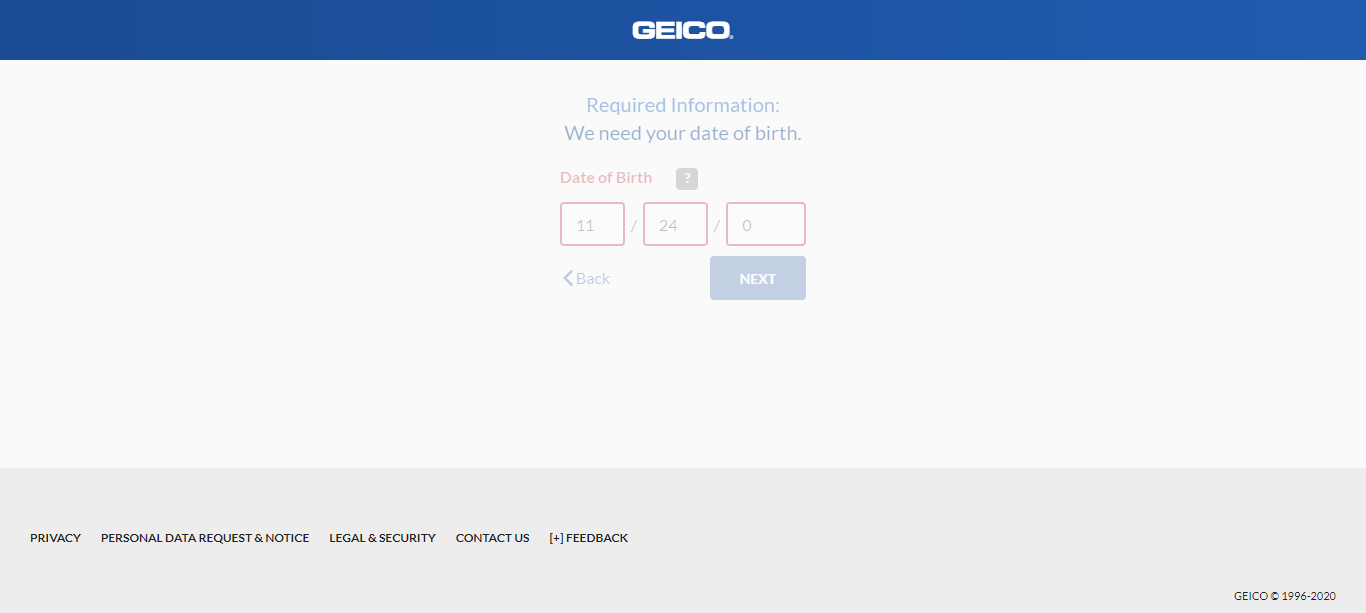 GEICO
Required Information:
We need your date of birth.
Date of Birth ?
11 / 24 / 0
Back NEXT
PRIVACY PERSONAL DATA REQUEST & NOTICE LEGAL & SECURITY CONTACT US [+] FEEDBACK
GEICO © 1996-2020